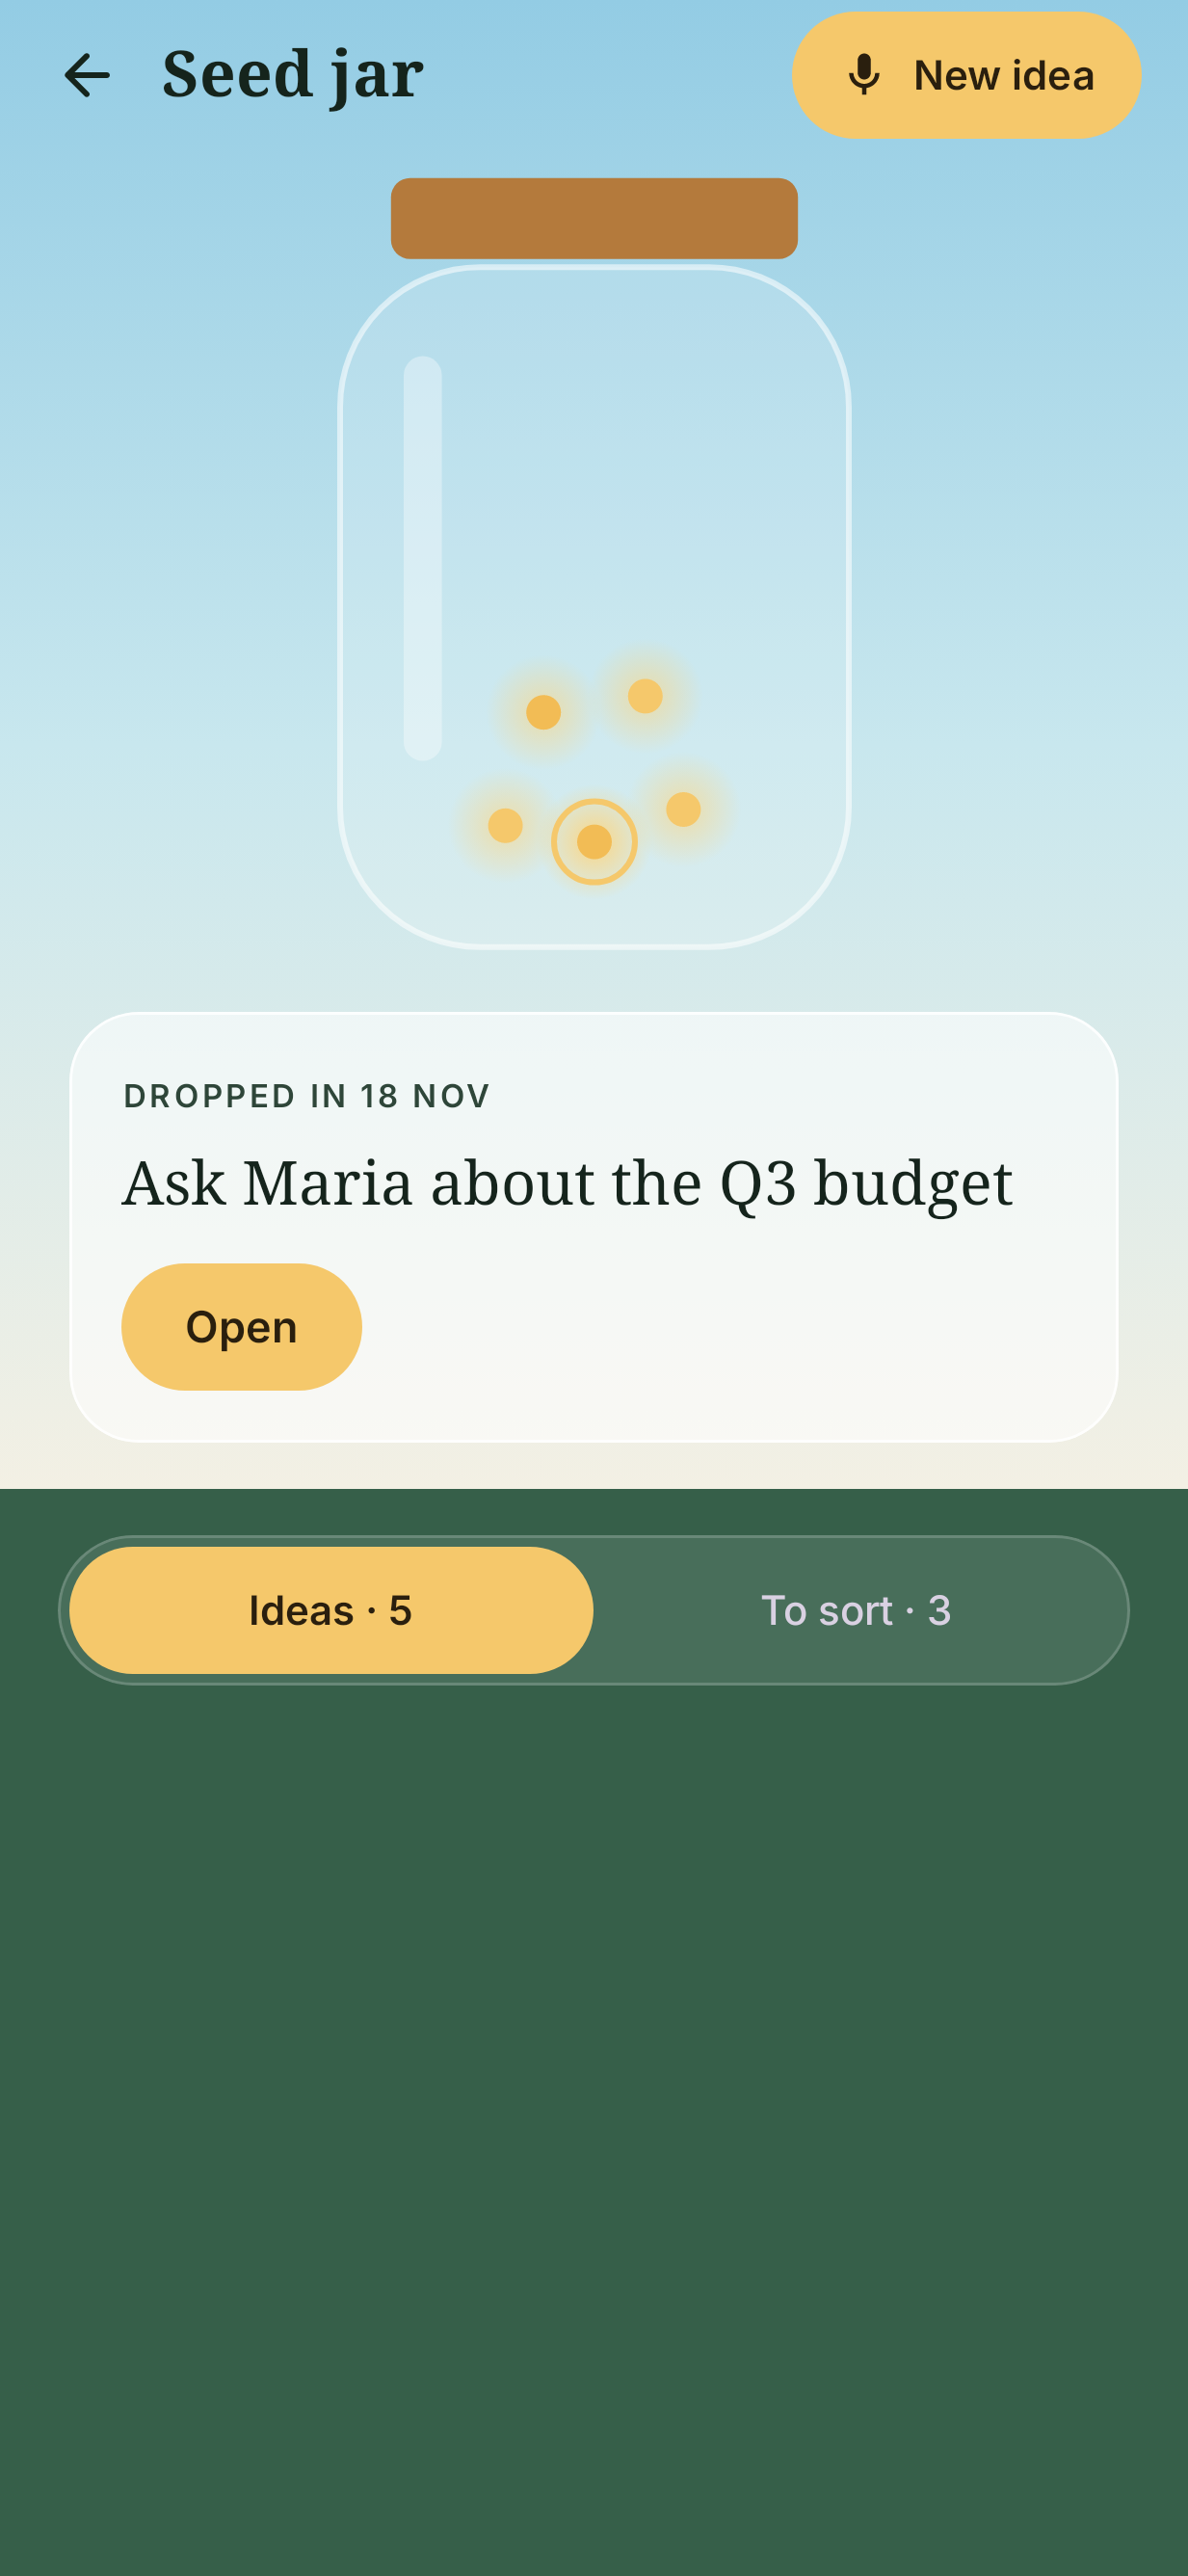 Seed jar
New idea
DROPPED IN 18 NOV
Ask Maria about the Q3 budget
Open
Ideas · 5
To sort · 3